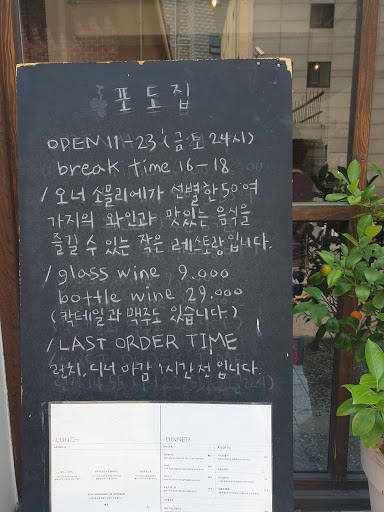 포도집
OPEN 11-23 (금·토 24시)
break time 16-18
/ 오너 소믈리에가 선별한 50여
가지의 와인과 맛있는 음식을
즐길 수 있는 작은 레스토랑입니다.
/ glass wine 9.000
bottle wine 29.000
(칵테일과 맥주도 있습니다)
/ LAST ORDER TIME
런치, 디너 마감 1시간 전 입니다.
LUNCH
DINNER